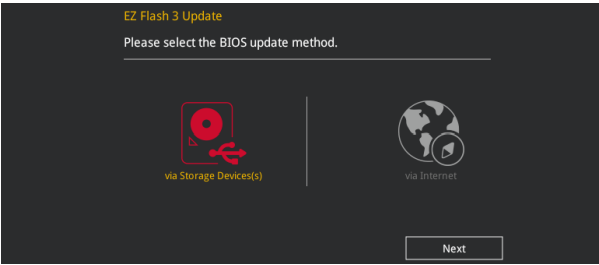 EZ Flash 3 Update
Please select the BIOS update method.
via Storage Devices(s)
via Internet
Next